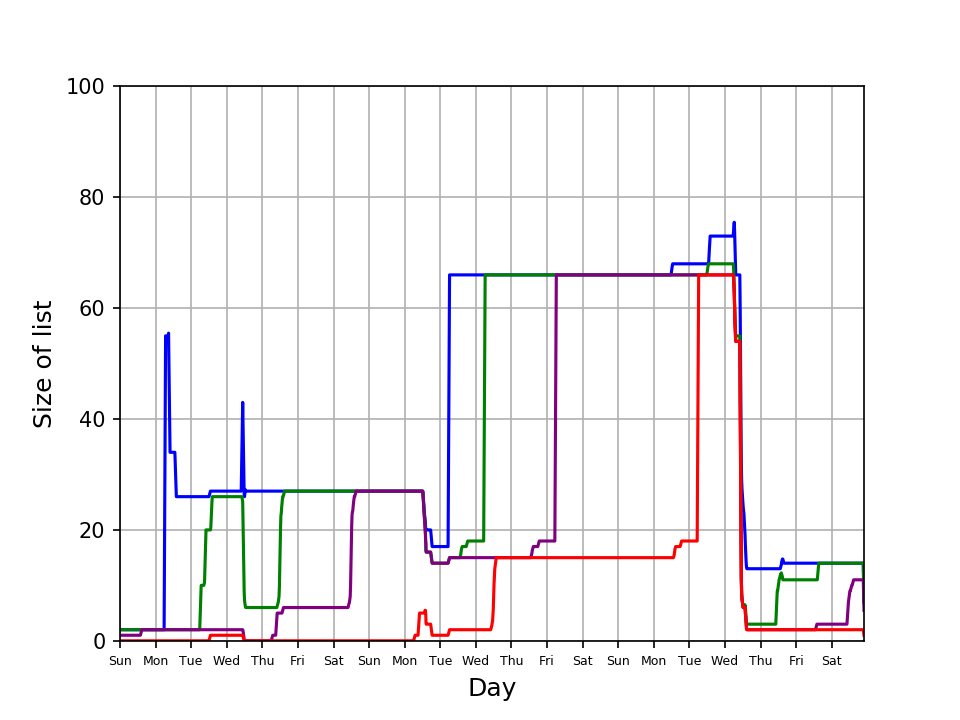 100
80
60
40
20
0
Size of list
Sun Mon Tue Wed Thu Fri Sat Sun Mon Tue Wed Thu Fri Sat Sun Mon Tue Wed Thu Fri Sat
Day